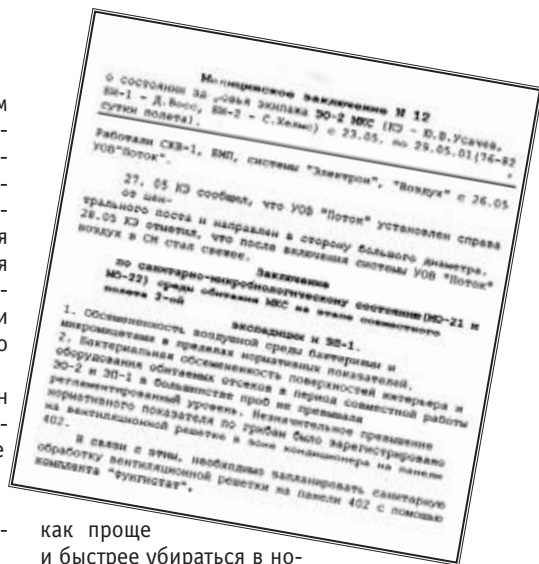 Медицинское заключение N 12
о состоянии здоровья экипажа ЭО-2 МКС (КЭ - Ю.В.Усачев,
БИ-1 - Д.Восс, БИ-2 - С.Хелмс) с 23.05. по 29.05.01(76-82
сутки полета).
Работали СКВ-1, БМП, системы "Электрон", "Воздух" с 26.05
УОВ"Поток".
27. 05 КЭ сообщил, что УОВ "Поток" установлен справа
от цен-
трального поста и направлен в сторону большого диаметра.
28.05 КЭ отметил, что после включения системы УОВ "Поток"
воздух в СМ стал свежее.
Заключение
по санитарно-микробиологическому состоянию(МО-21 и
МО-22) среды обитания МКС на этапе совместного
полета 2-ой
экспедиции и ЭП-1.
1. Обсемененность воздушной среды бактериями и
микромицетами в пределах нормативных показателей.
2. Бактериальная обсемененность поверхностей интерьера и
оборудования обитаемых отсеков в период совместной работы
ЭО-2 и ЭП-1 в большинстве проб не превышала
регламентированный уровень. Незначительное превышение
нормативного показателя по грибам было зарегистрировано
на вентиляционной решетке в зоне кондиционера на панели
402.
В связи с этим, необходимо запланировать санитарную
обработку вентиляционной решетки на панели 402 с помощью
комплекта "Фунгистат".
как проще
и быстрее убираться в но-